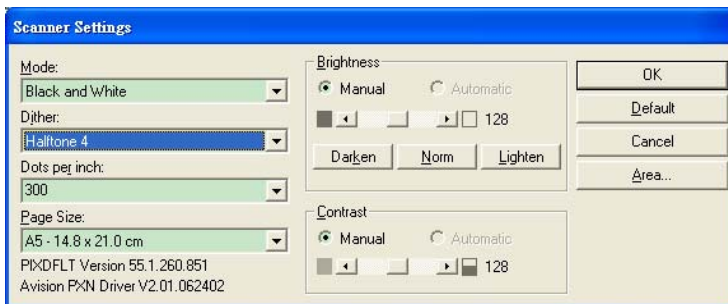 Scanner Settings
Mode:
Black and White
Dither:
Halftone 4
Dots per inch:
300
Page Size:
A5 - 14.8 x 21.0 cm
PIXDFLT Version 55.1.260.851
Avision PXN Driver V2.01.062402
Brightness
Manual
Automatic
128
Darken Norm Lighten
Contrast
Manual
Automatic
128
OK
Default
Cancel
Area...